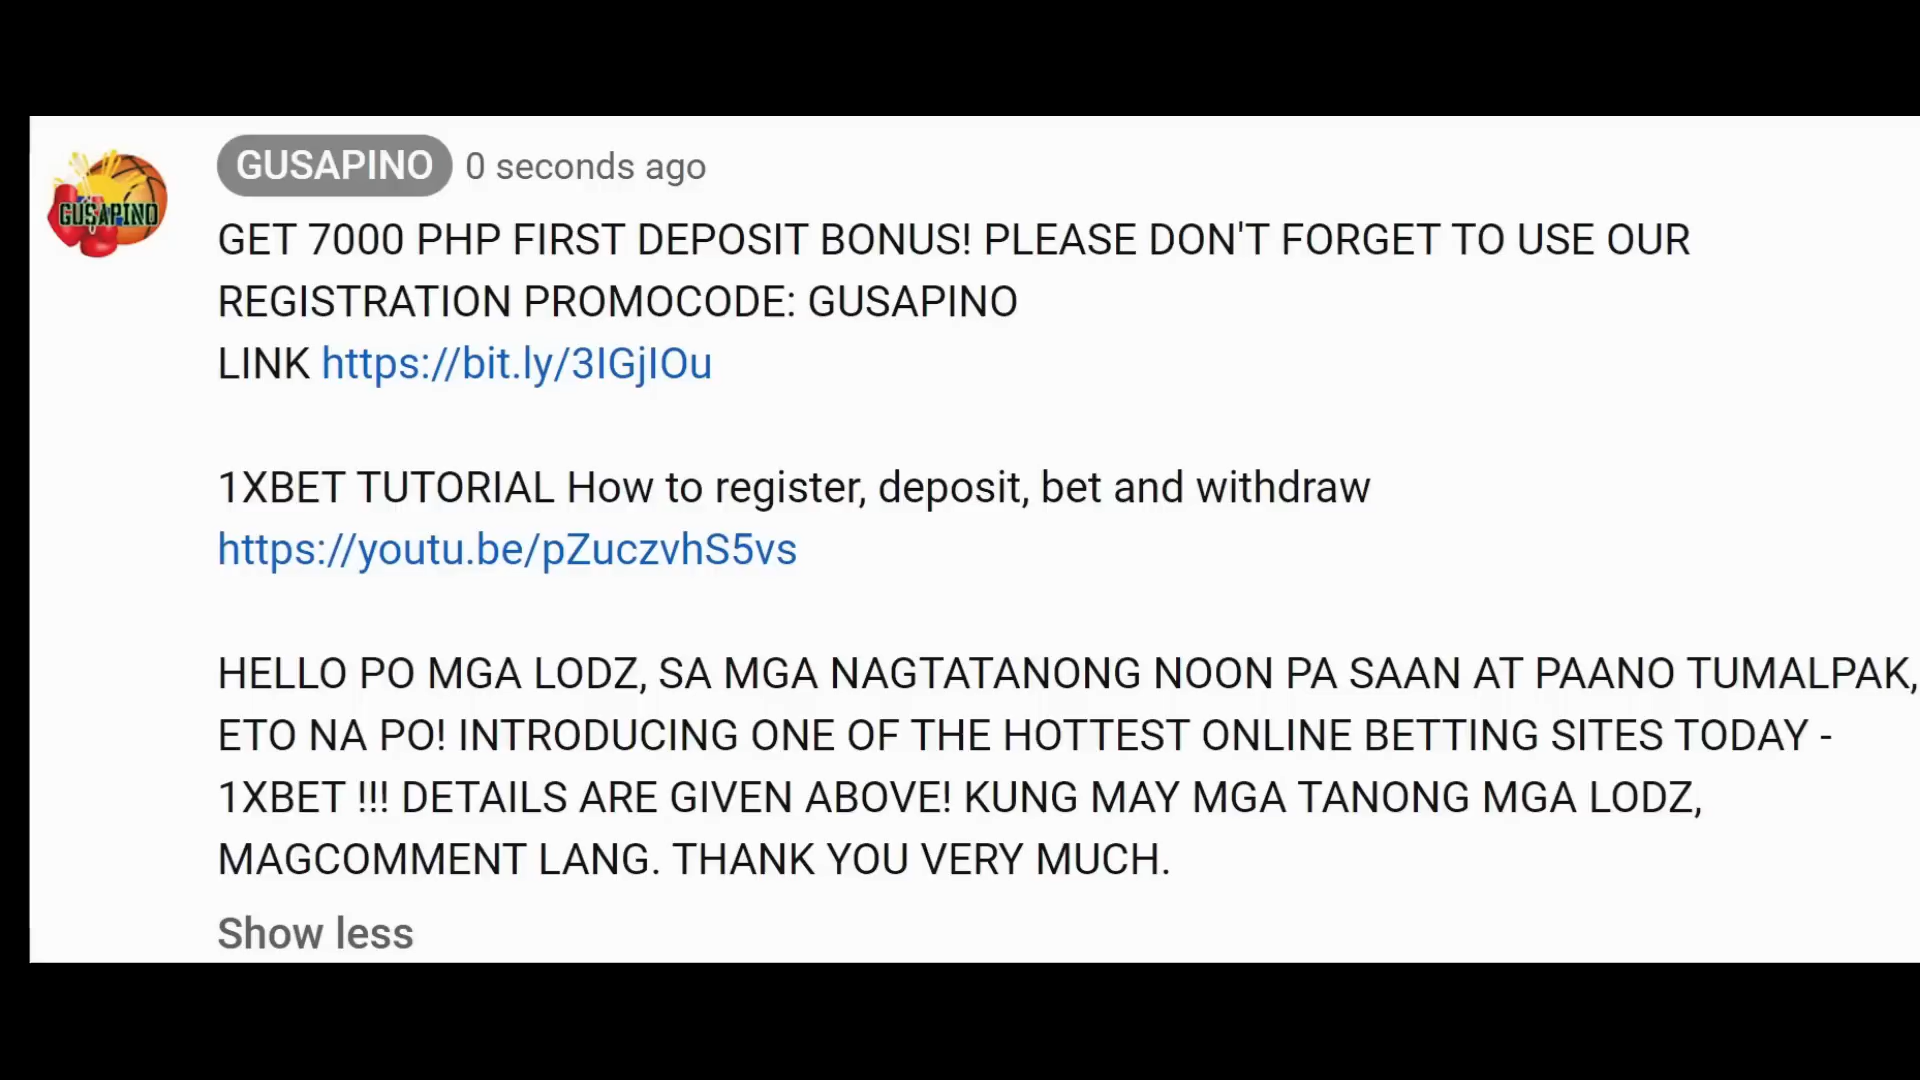 GUSAPINO
GUSAPINO 0 seconds ago
GET 7000 PHP FIRST DEPOSIT BONUS! PLEASE DON'T FORGET TO USE OUR
REGISTRATION PROMOCODE: GUSAPINO
LINK https://bit.ly/3IGjIOu
1XBET TUTORIAL How to register, deposit, bet and withdraw
https://youtu.be/pZuczvhS5vs
HELLO PO MGA LODZ, SA MGA NAGTATANONG NOON PA SAAN AT PAANO TUMALPAK,
ETO NA PO! INTRODUCING ONE OF THE HOTTEST ONLINE BETTING SITES TODAY -
1XBET !!! DETAILS ARE GIVEN ABOVE! KUNG MAY MGA TANONG MGA LODZ,
MAGCOMMENT LANG. THANK YOU VERY MUCH.
Show less